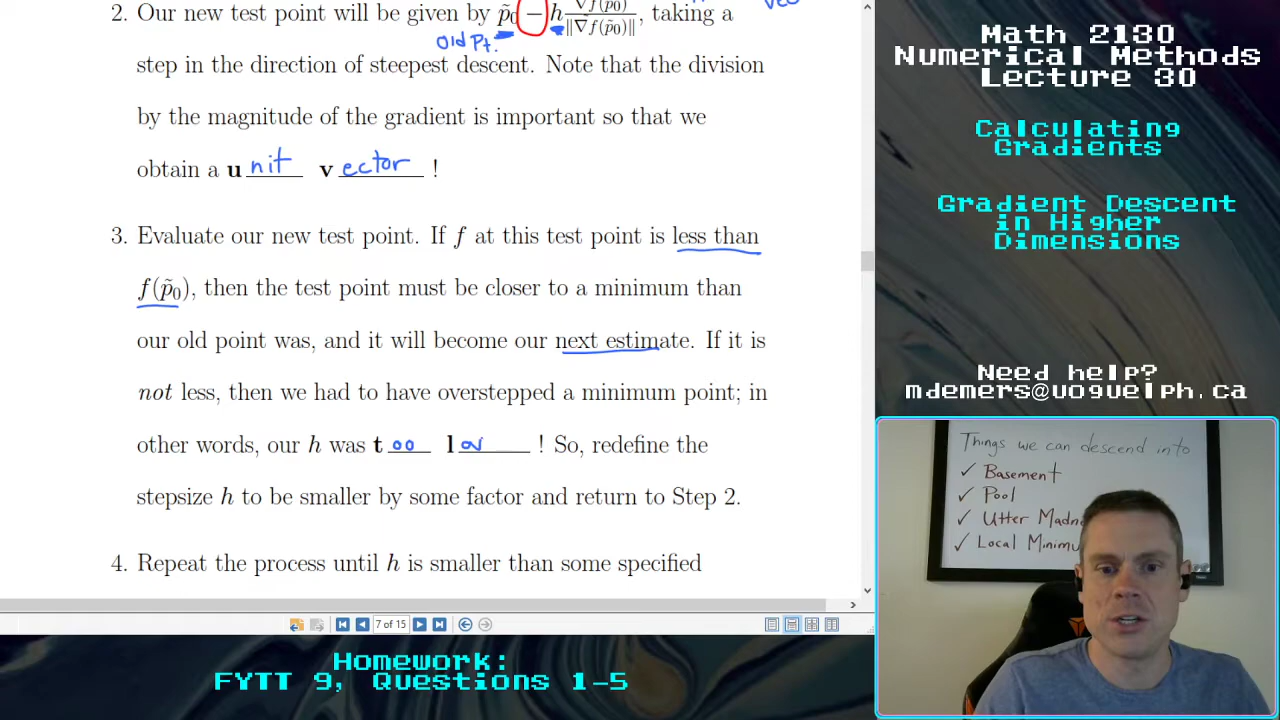 2. Our new test point will be given by p̃0 − h ∇f(p̃0) / ‖∇f(p̃0)‖, taking a
old Pt.
step in the direction of steepest descent. Note that the division
by the magnitude of the gradient is important so that we
obtain a unit vector !
3. Evaluate our new test point. If f at this test point is less than
f(p̃0), then the test point must be closer to a minimum than
our old point was, and it will become our next estimate. If it is
not less, then we had to have overstepped a minimum point; in
other words, our h was too lar ! So, redefine the
stepsize h to be smaller by some factor and return to Step 2.
4. Repeat the process until h is smaller than some specified
7 of 15
Homework:
FYTT 9, Questions 1-5
Math 2130
Numerical Methods
Lecture 30
Calculating
Gradients
Gradient Descent
in Higher
Dimensions
Need help?
mdemers@uoguelph.ca
Things we can descend into
✓ Basement
✓ Pool
✓ Utter Madne
✓ Local Minimu